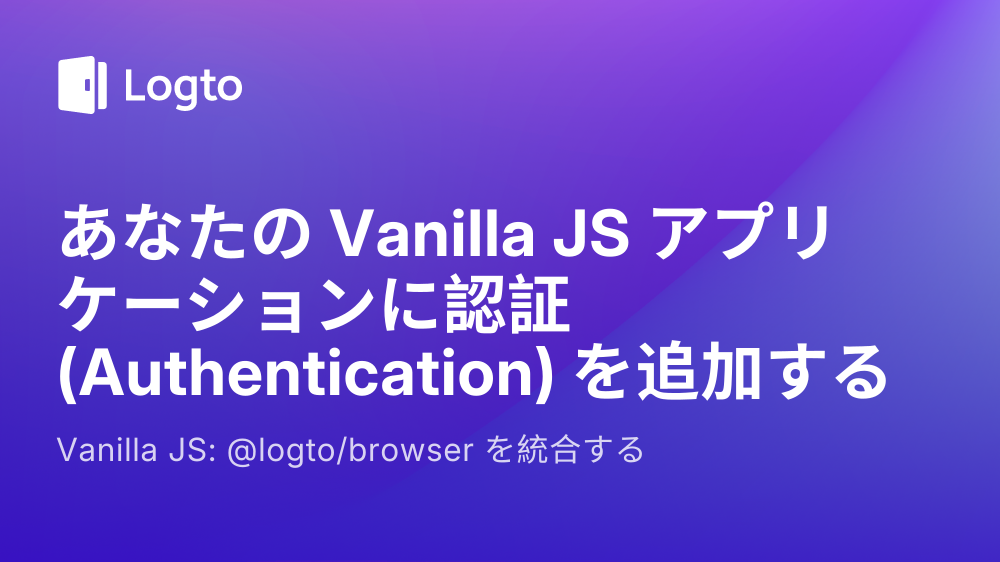 Logto
あなたの Vanilla JS アプリ
ケーションに認証
(Authentication) を追加する
Vanilla JS: @logto/browser を統合する